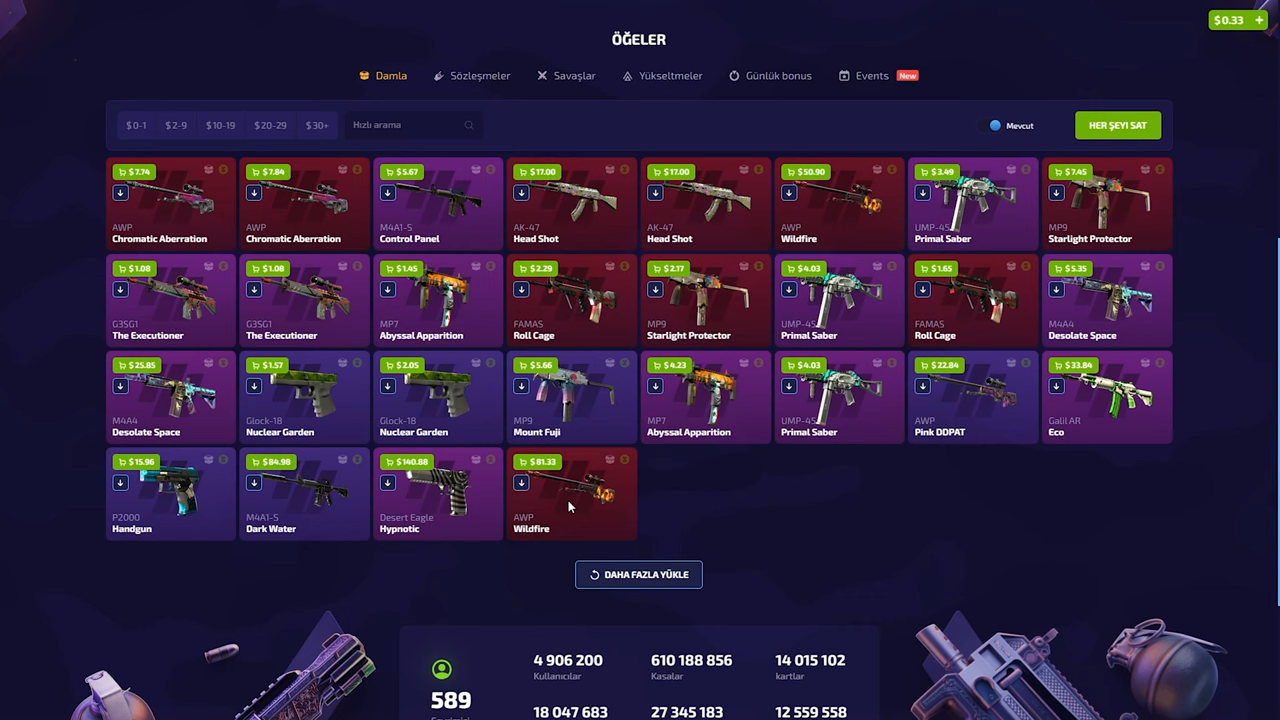 $0.33 +
ÖĞELER
Damla Sözleşmeler Savaşlar Yükseltmeler Günlük bonus Events New
$0-1 $2-9 $10-19 $20-29 $30+ Hızlı arama Mevcut HER ŞEYİ SAT
$7.74 $7.84 $5.67 $17.00 $17.00 $50.90 $3.49 $7.45
AWP AWP M4A1-S AK-47 AK-47 AWP UMP-45 MP9
Chromatic Aberration Chromatic Aberration Control Panel Head Shot Head Shot Wildfire Primal Saber Starlight Protector
$1.08 $1.08 $1.45 $2.29 $2.17 $4.03 $1.65 $5.35
G3SG1 G3SG1 MP7 FAMAS MP9 UMP-45 FAMAS M4A4
The Executioner The Executioner Abyssal Apparition Roll Cage Starlight Protector Primal Saber Roll Cage Desolate Space
$25.85 $1.57 $2.05 $5.66 $4.23 $4.03 $22.84 $33.84
M4A4 Glock-18 Glock-18 MP9 MP7 UMP-45 AWP Galil AR
Desolate Space Nuclear Garden Nuclear Garden Mount Fuji Abyssal Apparition Primal Saber Pink DDPAT Eco
$15.96 $84.98 $140.88 $81.33
P2000 M4A1-S Desert Eagle AWP
Handgun Dark Water Hypnotic Wildfire
DAHA FAZLA YÜKLE
4 906 200 610 188 856 14 015 102
Kullanıcılar Kasalar kartlar
589
18 047 683 27 345 183 12 559 558